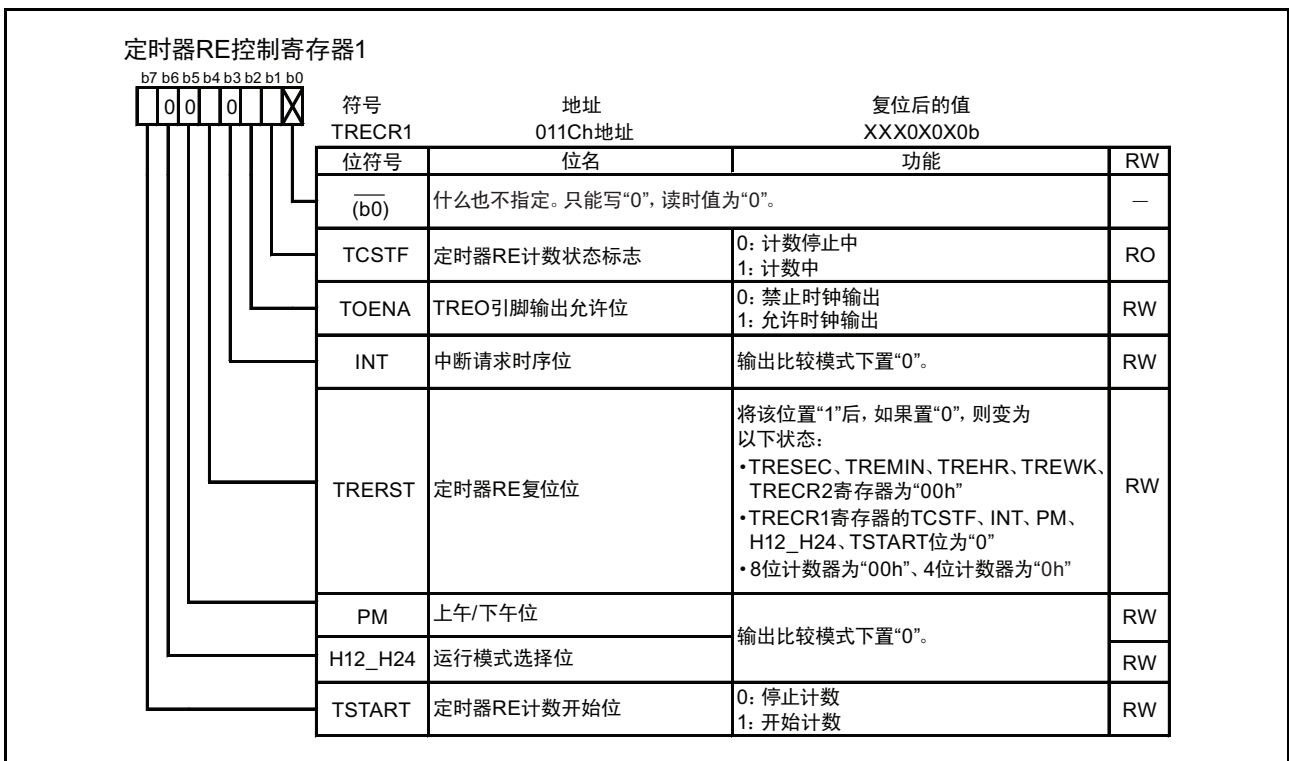 定时器RE控制寄存器1
b7 b6 b5 b4 b3 b2 b1 b0
0 0 0
符号 地址 复位后的值
TRECR1 011Ch地址 XXX0X0X0b
位符号 位名 功能 RW
(b0) 什么也不指定。只能写“0”，读时值为“0”。 —
TCSTF 定时器RE计数状态标志 0：计数停止中 RO
1：计数中
TOENA TREO引脚输出允许位 0：禁止时钟输出 RW
1：允许时钟输出
INT 中断请求时序位 输出比较模式下置“0”。 RW
TRERST 定时器RE复位位 将该位置“1”后，如果置“0”，则变为 RW
以下状态：
•TRESEC、TREMIN、TREHR、TREWK、
TRECR2寄存器为“00h”
•TRECR1寄存器的TCSTF、INT、PM、
H12_H24、TSTART位为“0”
•8位计数器为“00h”、4位计数器为“0h”
PM 上午/下午位 输出比较模式下置“0”。 RW
H12_H24 运行模式选择位 RW
TSTART 定时器RE计数开始位 0：停止计数 RW
1：开始计数